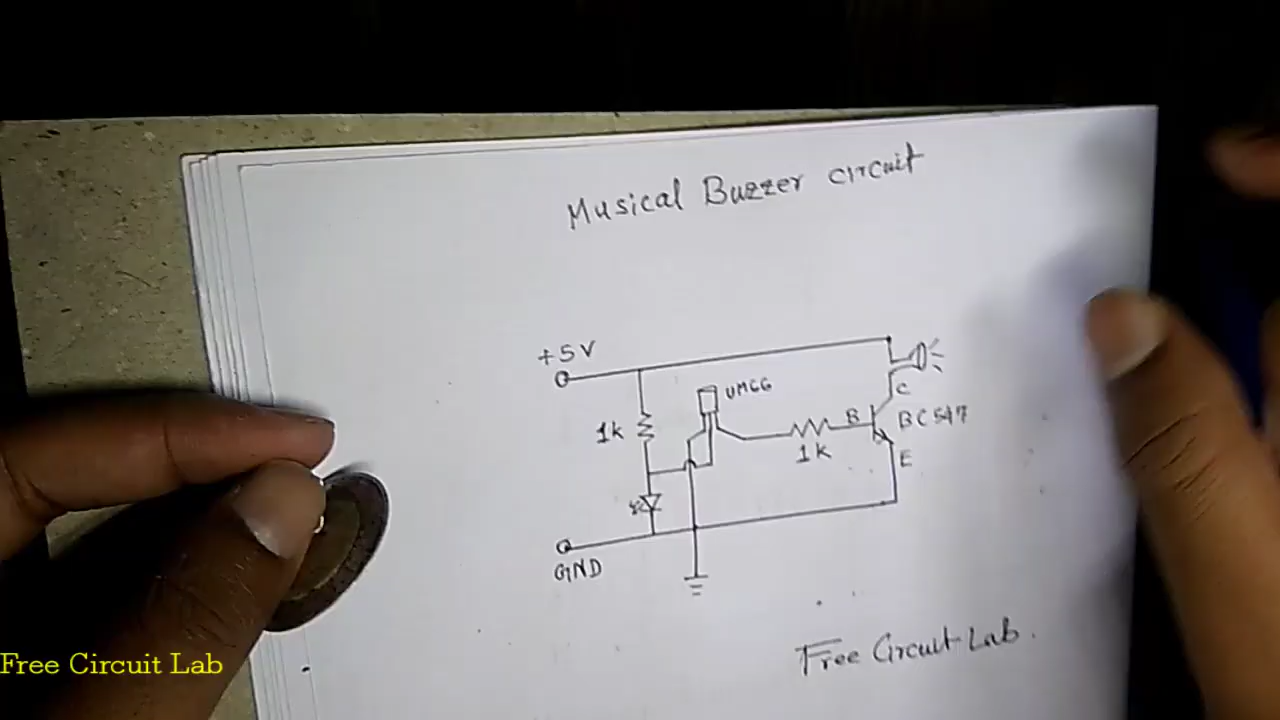 Musical Buzzer circuit
+5V
UM66
1k
B
C
BC547
1k
E
GND
Free Circuit Lab.
Free Circuit Lab